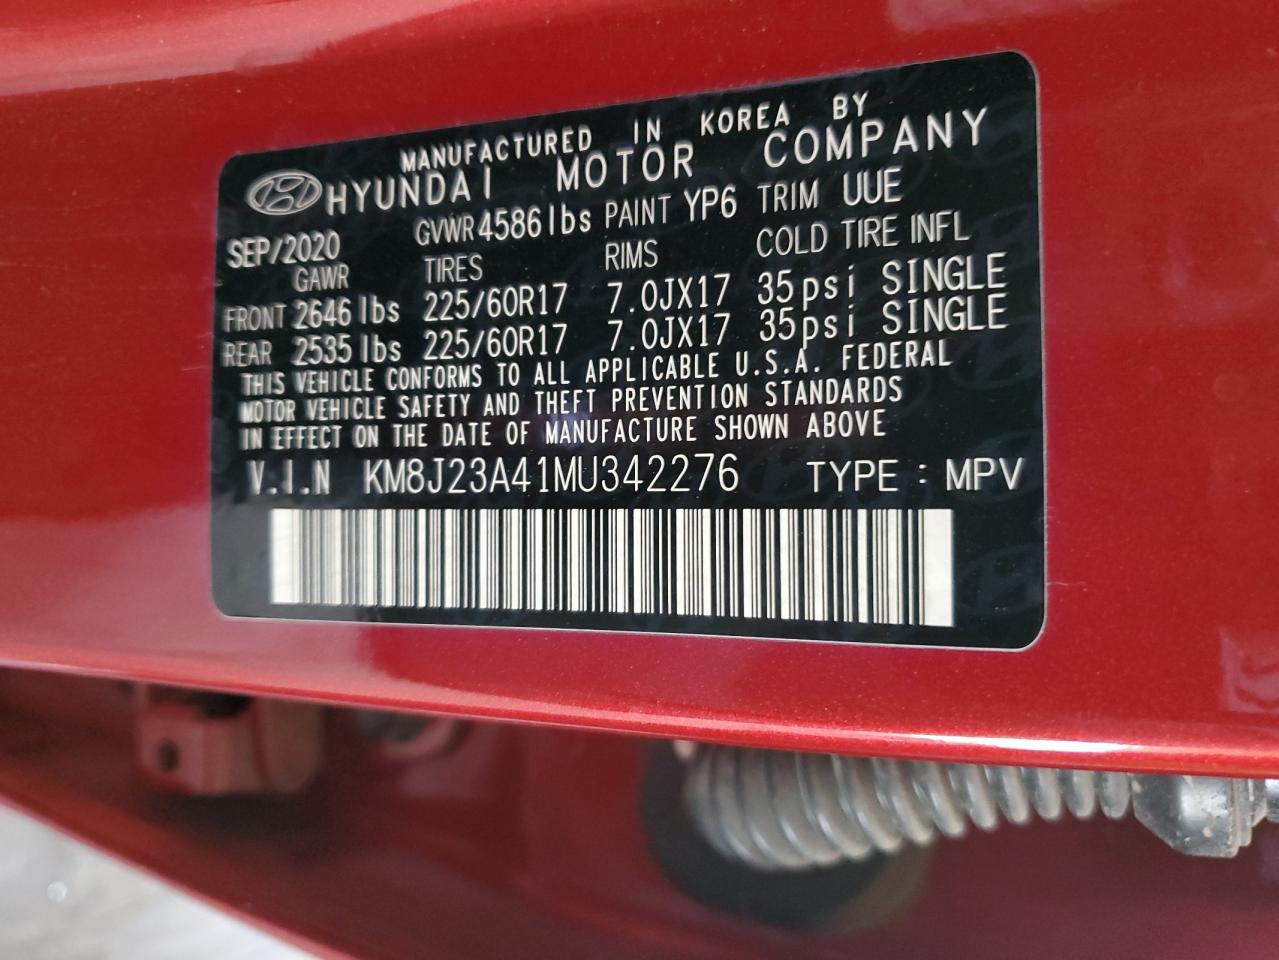 MANUFACTURED IN KOREA BY
HYUNDAI MOTOR COMPANY
SEP/2020 GVWR 4586 lbs PAINT YP6 TRIM UUE
GAWR TIRES RIMS COLD TIRE INFL
FRONT 2646 lbs 225/60R17 7.0JX17 35psi SINGLE
REAR 2535 lbs 225/60R17 7.0JX17 35psi SINGLE
THIS VEHICLE CONFORMS TO ALL APPLICABLE U.S.A. FEDERAL
MOTOR VEHICLE SAFETY AND THEFT PREVENTION STANDARDS
IN EFFECT ON THE DATE OF MANUFACTURE SHOWN ABOVE
V.I.N KM8J23A41MU342276 TYPE : MPV